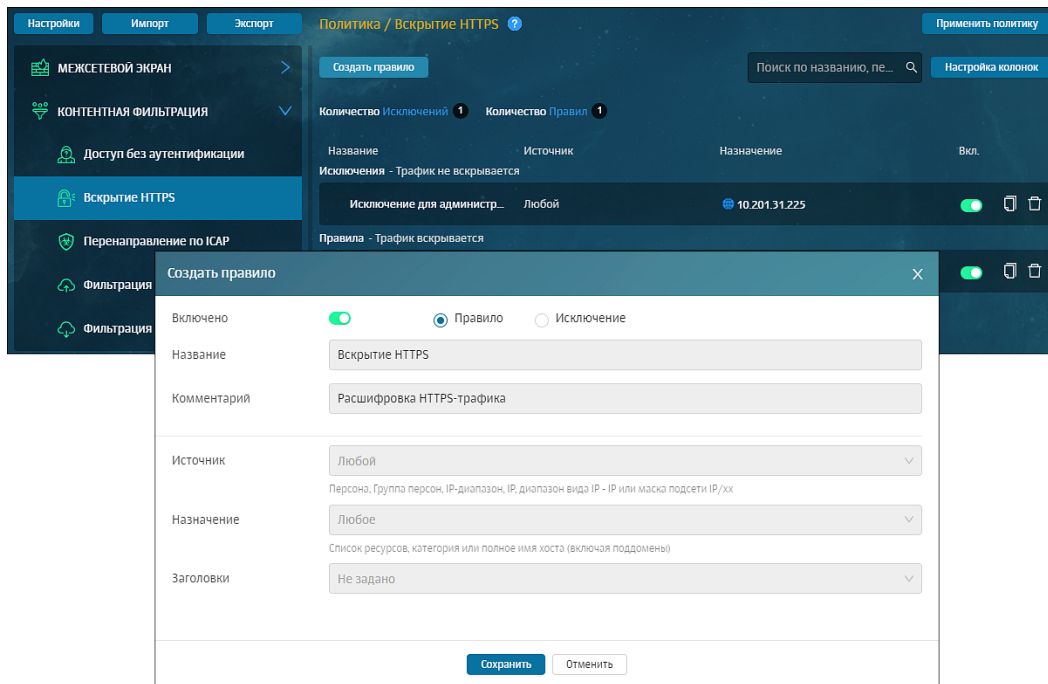 Настройки Импорт Экспорт Политика / Вскрытие HTTPS ? Применить политику
МЕЖСЕТЕВОЙ ЭКРАН
Создать правило Поиск по названию, пе... Настройка колонок
КОНТЕНТНАЯ ФИЛЬТРАЦИЯ
Количество Исключений 1 Количество Правил 1
Доступ без аутентификации
Название Источник Назначение Вкл.
Исключения - Трафик не вскрывается
Вскрытие HTTPS
Исключение для администр... Любой 10.201.31.225
Перенаправление по ICAP
Правила - Трафик вскрывается
Фильтрация
Фильтрация
Создать правило
Включено Правило Исключение
Название Вскрытие HTTPS
Комментарий Расшифровка HTTPS-трафика
Источник Любой
Персона, Группа персон, IP-диапазон, IP, диапазон вида IP - IP или маска подсети IP/xx
Назначение Любое
Список ресурсов, категория или полное имя хоста (включая поддомены)
Заголовки Не задано
Сохранить Отменить